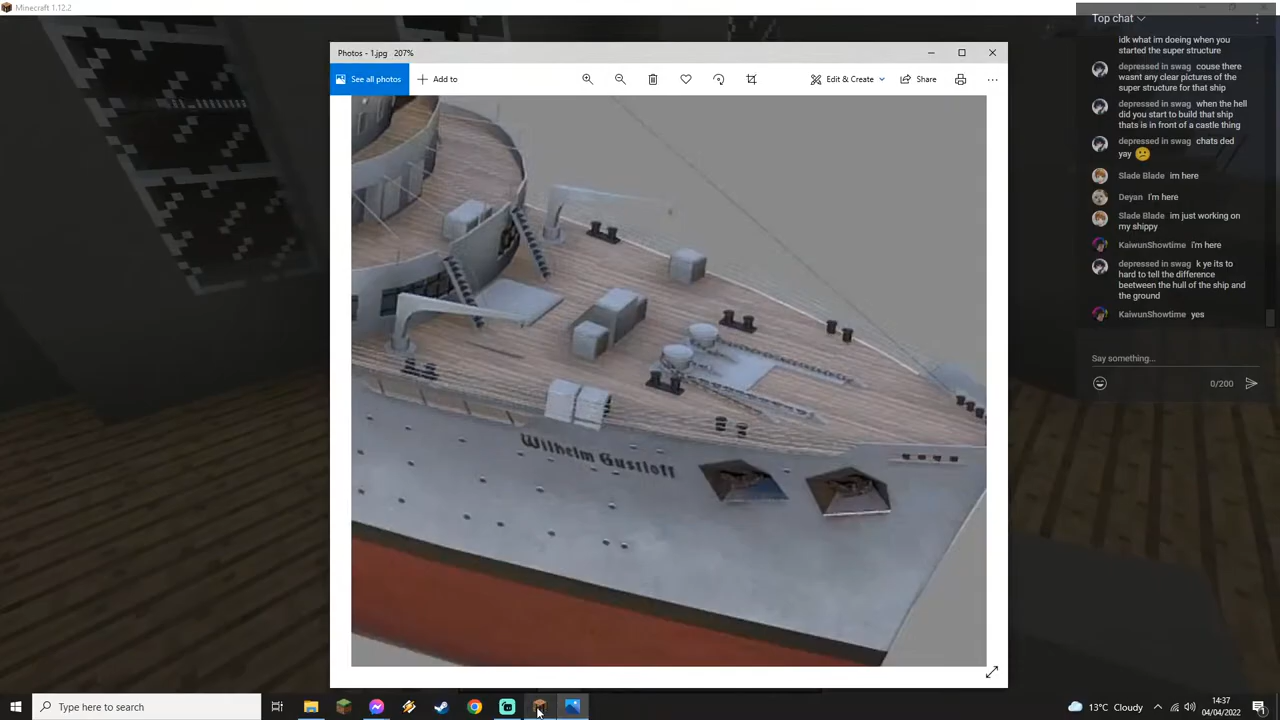 Minecraft 1.12.2
Photos - 1.jpg 207%
See all photos
Add to
Edit & Create
Share
Wilhelm Gustloff
Top chat
idk what im doeing when you
started the super structure
depressed in swag couse there
wasnt any clear pictures of the
super structure for that ship
depressed in swag when the hell
did you start to build that ship
thats is in front of a castle thing
depressed in swag chats ded
yay
Slade Blade im here
Deyan I'm here
Slade Blade im just working on
my shippy
KaiwunShowtime i'm here
depressed in swag k ye its to
hard to tell the difference
beetween the hull of the ship and
the ground
KaiwunShowtime yes
Say something...
0/200
Type here to search
13°C Cloudy
14:37
04/04/2022
1